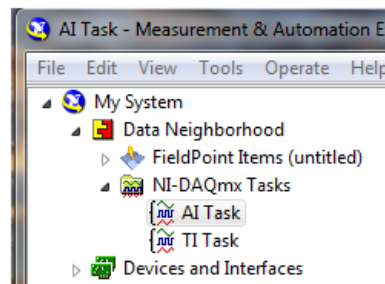 AI Task - Measurement & Automation E
File Edit View Tools Operate Help
My System
Data Neighborhood
FieldPoint Items (untitled)
NI-DAQmx Tasks
AI Task
TI Task
Devices and Interfaces